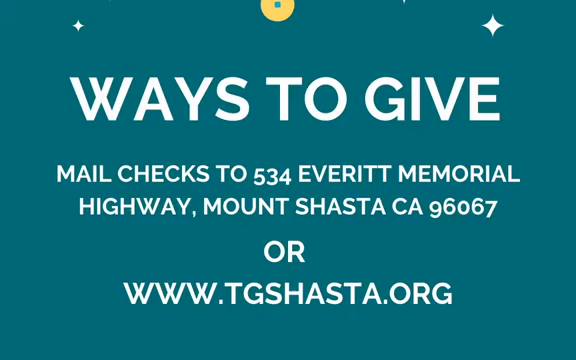 WAYS TO GIVE
MAIL CHECKS TO 534 EVERITT MEMORIAL
HIGHWAY, MOUNT SHASTA CA 96067
OR
WWW.TGSHASTA.ORG